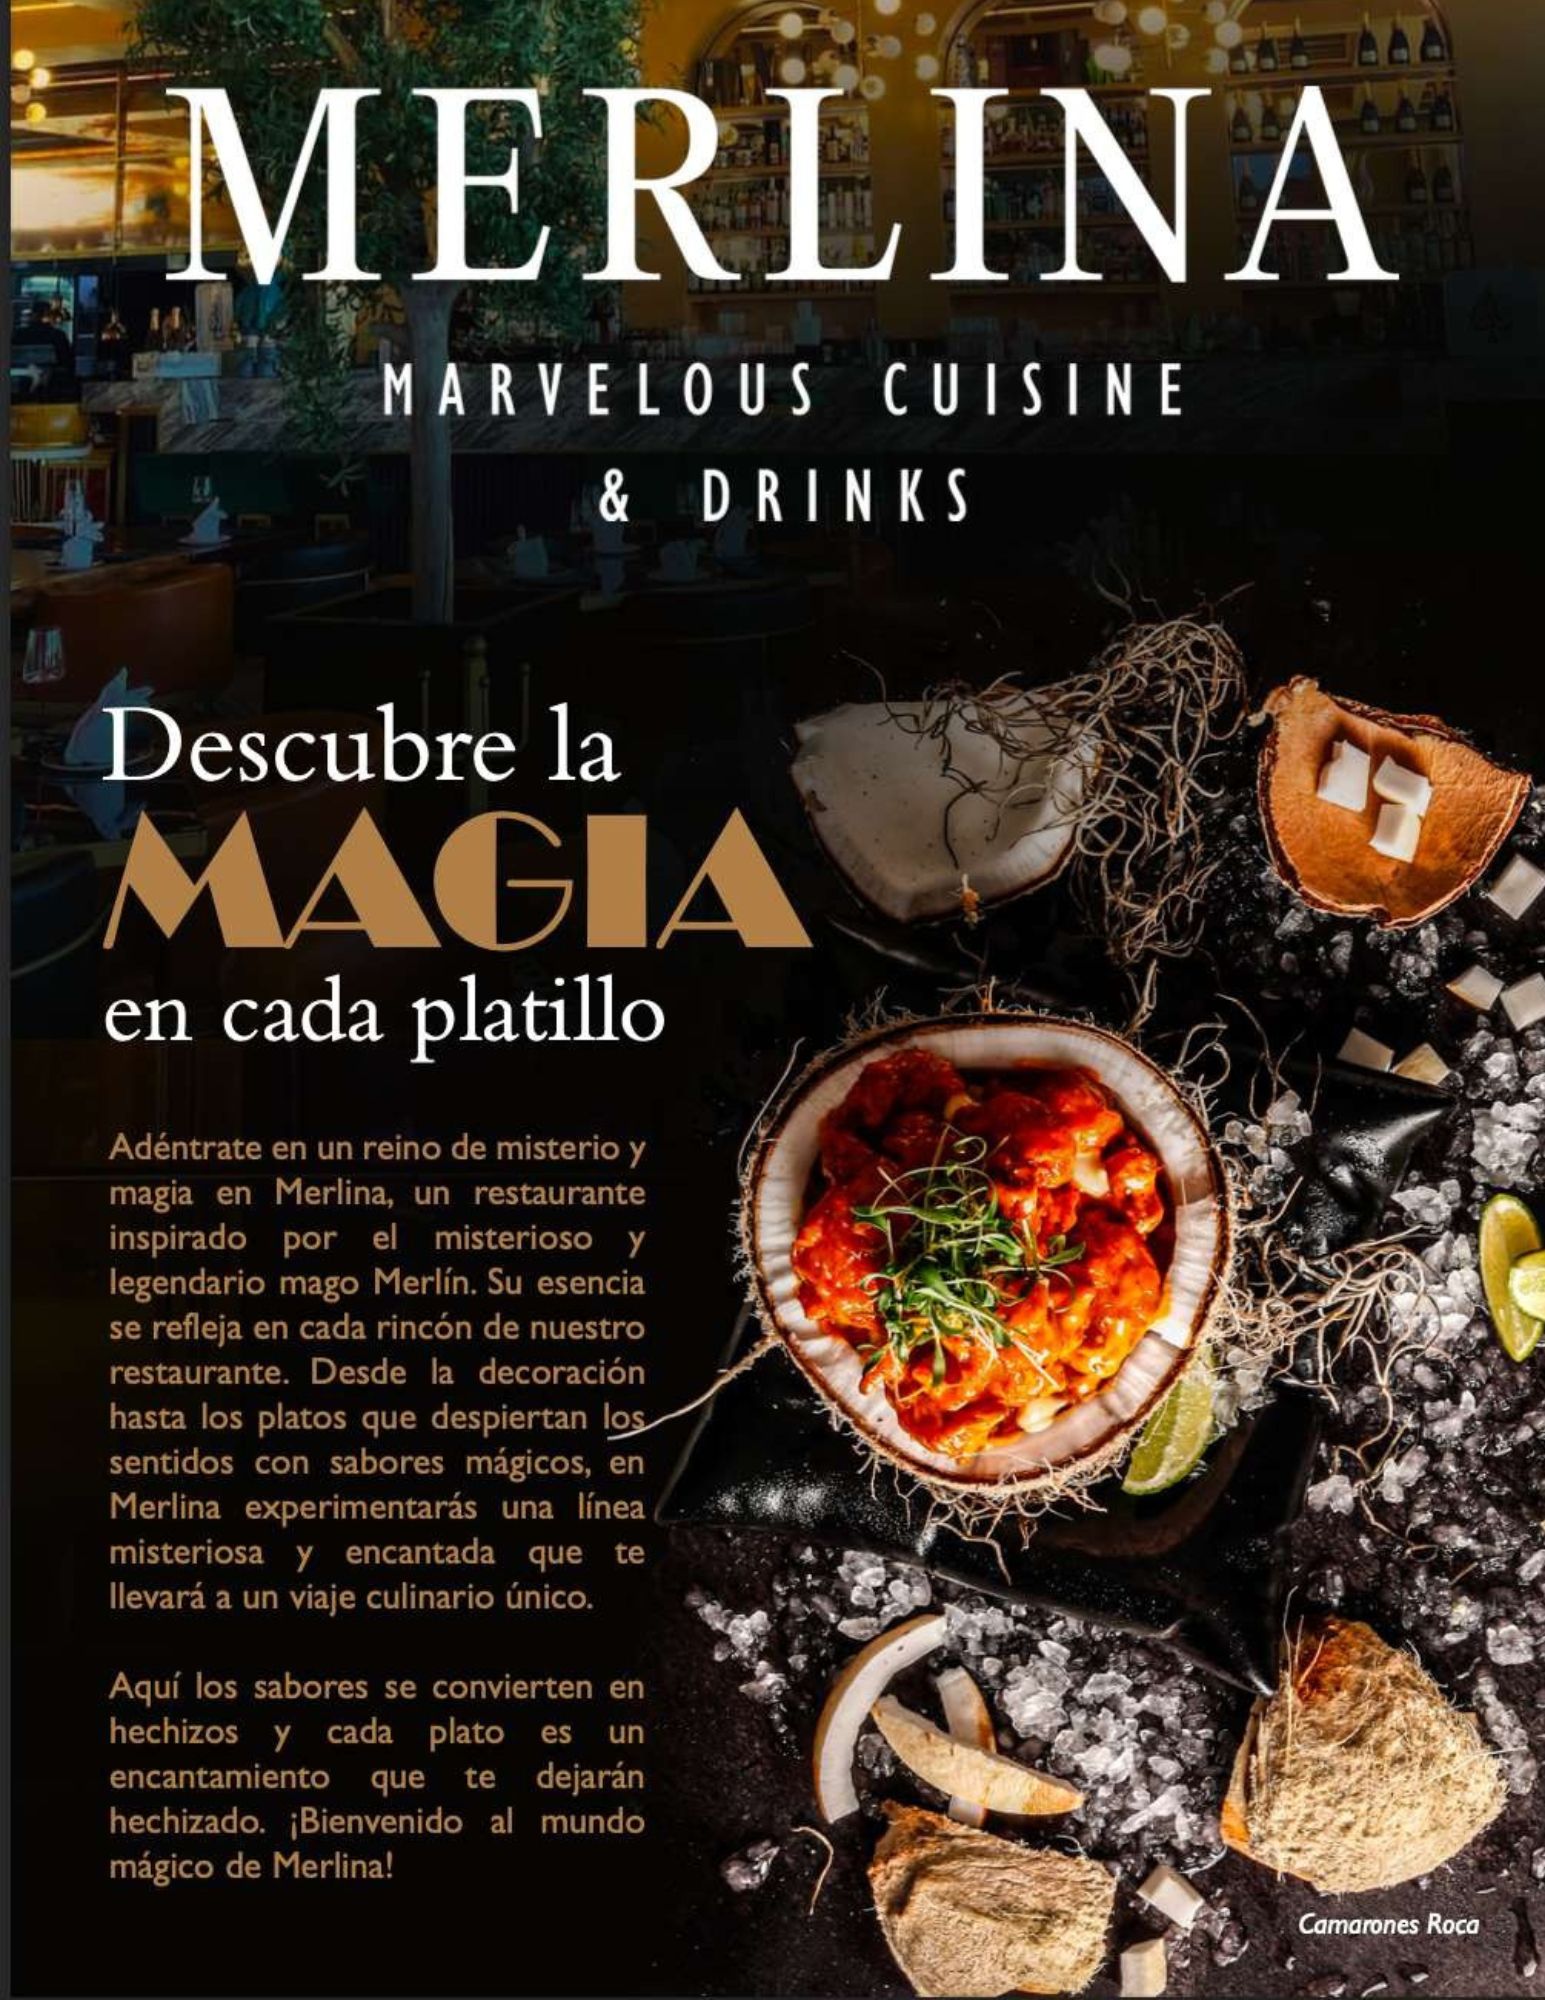 MERLINA
MARVELOUS CUISINE
& DRINKS
Descubre la
MAGIA
en cada platillo
Adéntrate en un reino de misterio y
magia en Merlina, un restaurante
inspirado por el misterioso y
legendario mago Merlín. Su esencia
se refleja en cada rincón de nuestro
restaurante. Desde la decoración
hasta los platos que despiertan los
sentidos con sabores mágicos, en
Merlina experimentarás una línea
misteriosa y encantada que te
llevará a un viaje culinario único.
Aquí los sabores se convierten en
hechizos y cada plato es un
encantamiento que te dejarán
hechizado. ¡Bienvenido al mundo
mágico de Merlina!
Camarones Roca